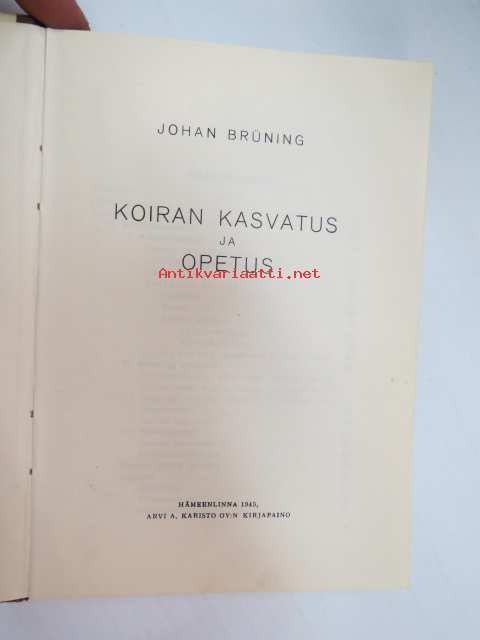 JOHAN BRÜNING
KOIRAN KASVATUS
JA
OPETUS
Antikvariaatti.net
HÄMEENLINNA 1945,
ARVI A. KARISTO OY:N KIRJAPAINO